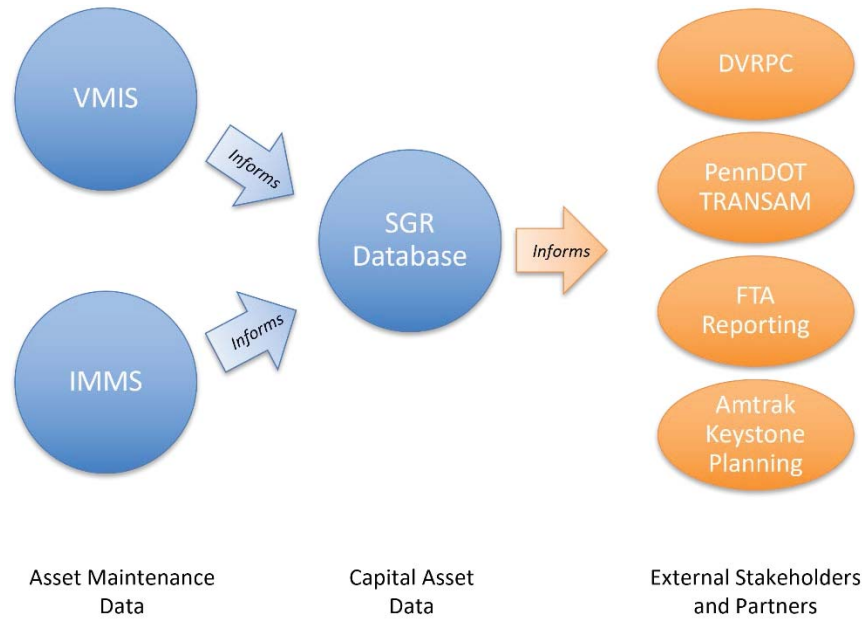 VMIS
Informs
IMMS
Informs
SGR
Database
Informs
DVRPC
PennDOT
TRANSAM
FTA
Reporting
Amtrak
Keystone
Planning
Asset Maintenance
Data
Capital Asset
Data
External Stakeholders
and Partners